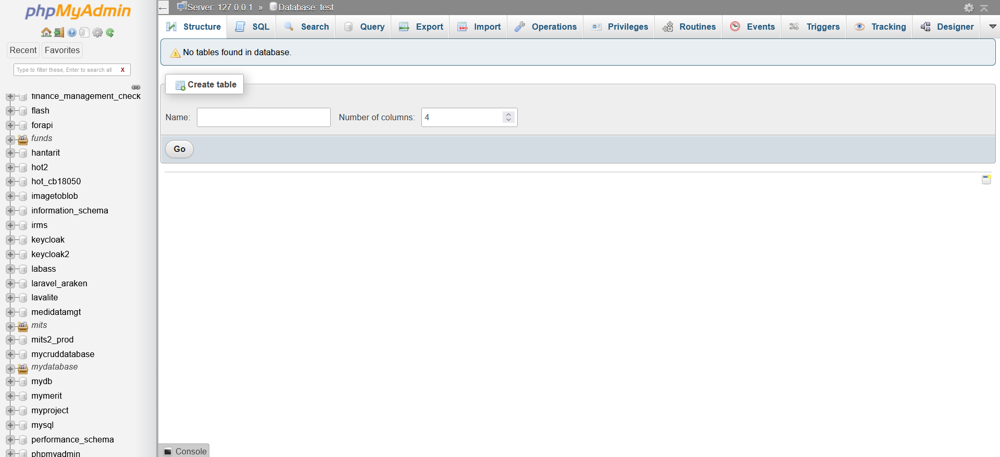 phpMyAdmin
Recent Favorites
Type to filter these, Enter to search all X
finance_management_check
flash
forapi
funds
hantarit
hot2
hot_cb18050
imagetoblob
information_schema
irms
keycloak
keycloak2
labass
laravel_araken
lavalite
medidatamgt
mits
mits2_prod
mycruddatabase
mydatabase
mydb
mymerit
myproject
mysql
performance_schema
phpmyadmin
← Server: 127.0.0.1 » Database: test
Structure SQL Search Query Export Import Operations Privileges Routines Events Triggers Tracking Designer
No tables found in database.
Create table
Name: Number of columns: 4
Go
Console